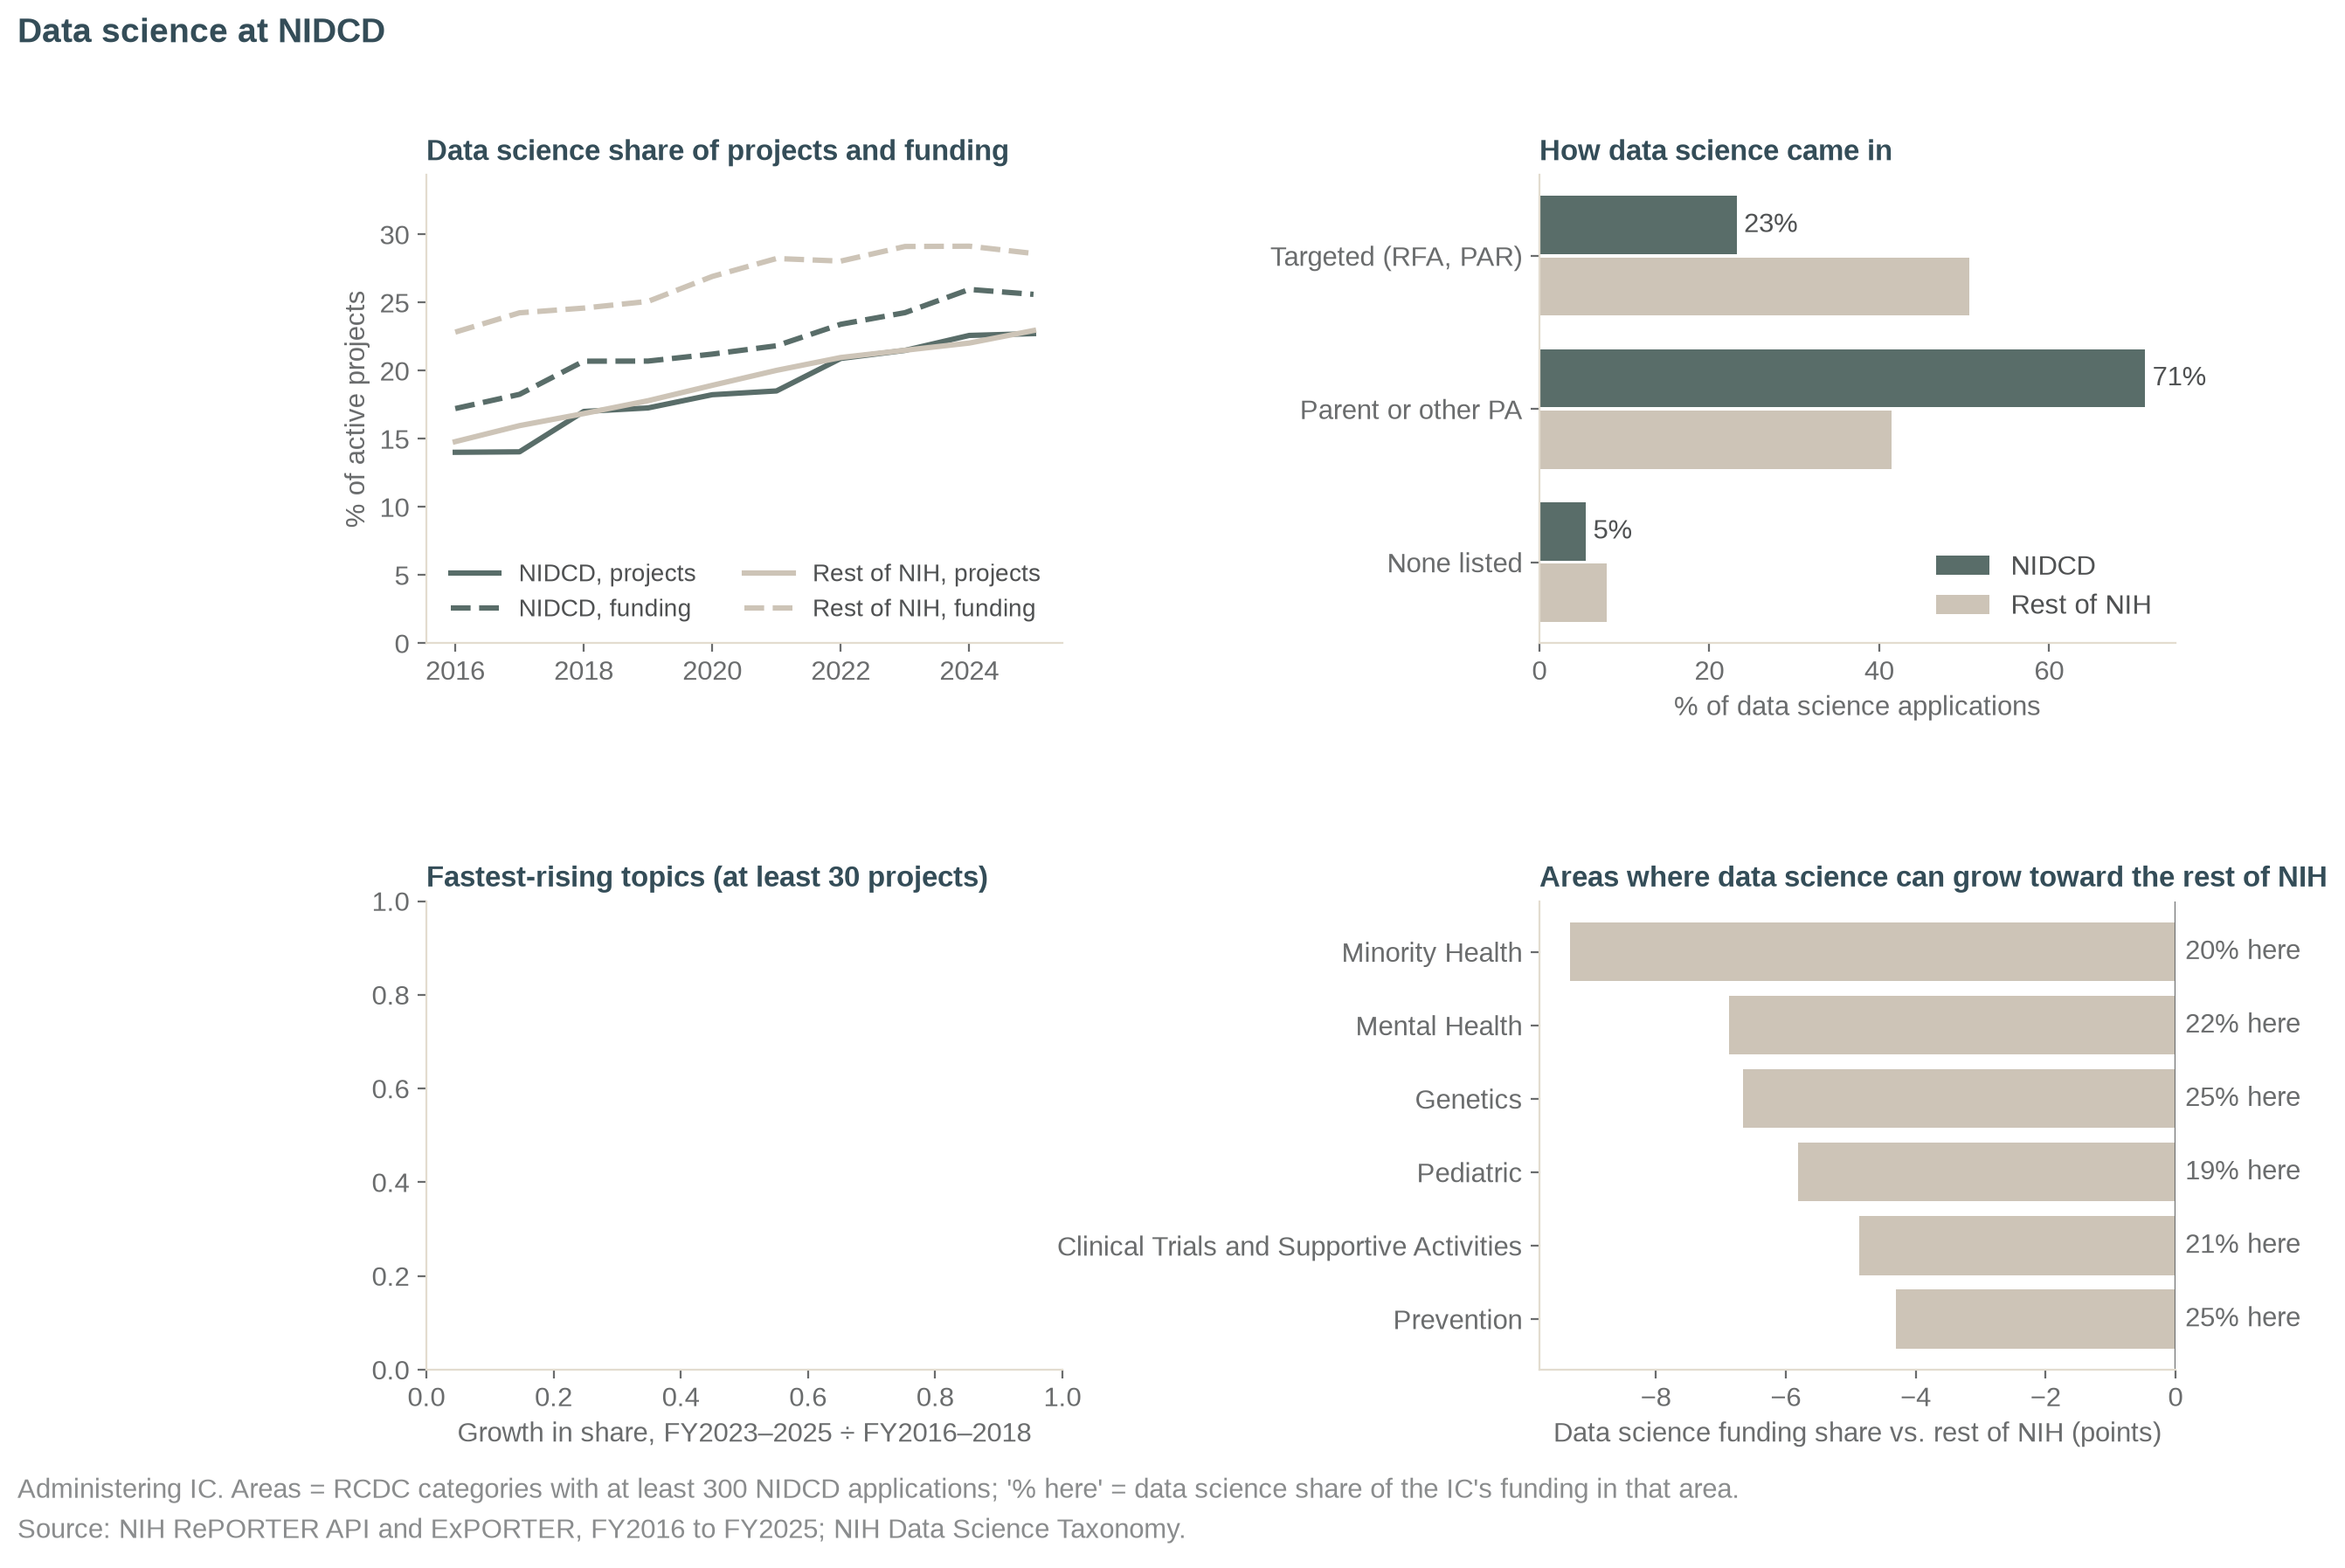 Data science at NIDCD
Data science share of projects and funding
% of active projects
30
25
20
15
10
5
0
2016 2018 2020 2022 2024
NIDCD, projects
NIDCD, funding
Rest of NIH, projects
Rest of NIH, funding
How data science came in
Targeted (RFA, PAR)
23%
Parent or other PA
71%
None listed
5%
NIDCD
Rest of NIH
0 20 40 60
% of data science applications
Fastest-rising topics (at least 30 projects)
1.0
0.8
0.6
0.4
0.2
0.0
0.0 0.2 0.4 0.6 0.8 1.0
Growth in share, FY2023–2025 ÷ FY2016–2018
Areas where data science can grow toward the rest of NIH
Minority Health
20% here
Mental Health
22% here
Genetics
25% here
Pediatric
19% here
Clinical Trials and Supportive Activities
21% here
Prevention
25% here
−8 −6 −4 −2 0
Data science funding share vs. rest of NIH (points)
Administering IC. Areas = RCDC categories with at least 300 NIDCD applications; '% here' = data science share of the IC's funding in that area.
Source: NIH RePORTER API and ExPORTER, FY2016 to FY2025; NIH Data Science Taxonomy.